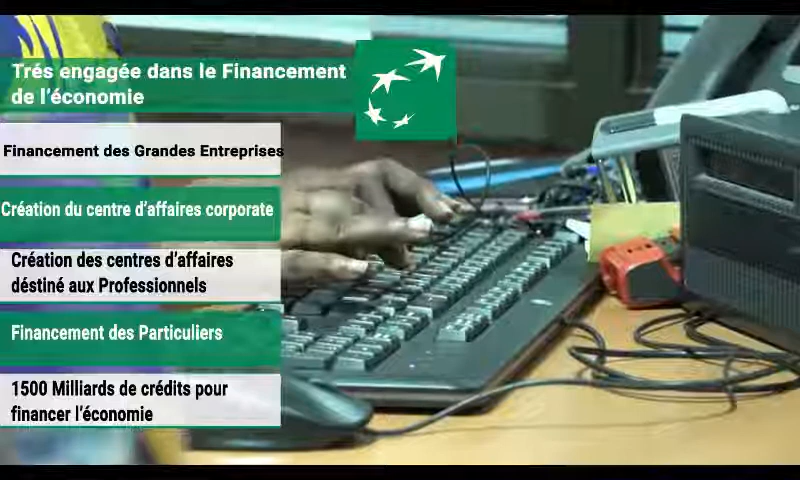 Trés engagée dans le Financement
de l'économie
Financement des Grandes Entreprises
Création du centre d'affaires corporate
Création des centres d'affaires
déstiné aux Professionnels
Financement des Particuliers
1500 Milliards de crédits pour
financer l'économie